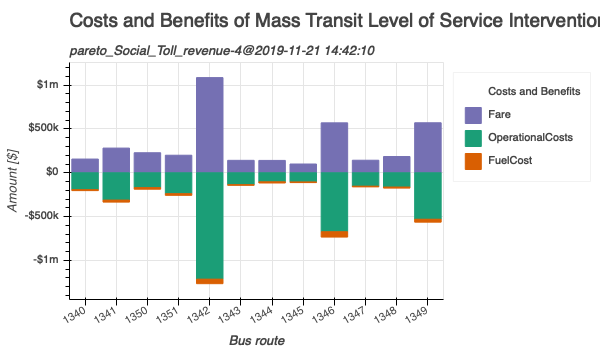 Costs and Benefits of Mass Transit Level of Service Intervention
pareto_Social_Toll_revenue-4@2019-11-21 14:42:10
Amount [$]
$1m
$500k
$0
-$500k
-$1m
1340 1341 1350 1351 1342 1343 1344 1345 1346 1347 1348 1349
Bus route
Costs and Benefits
Fare
OperationalCosts
FuelCost